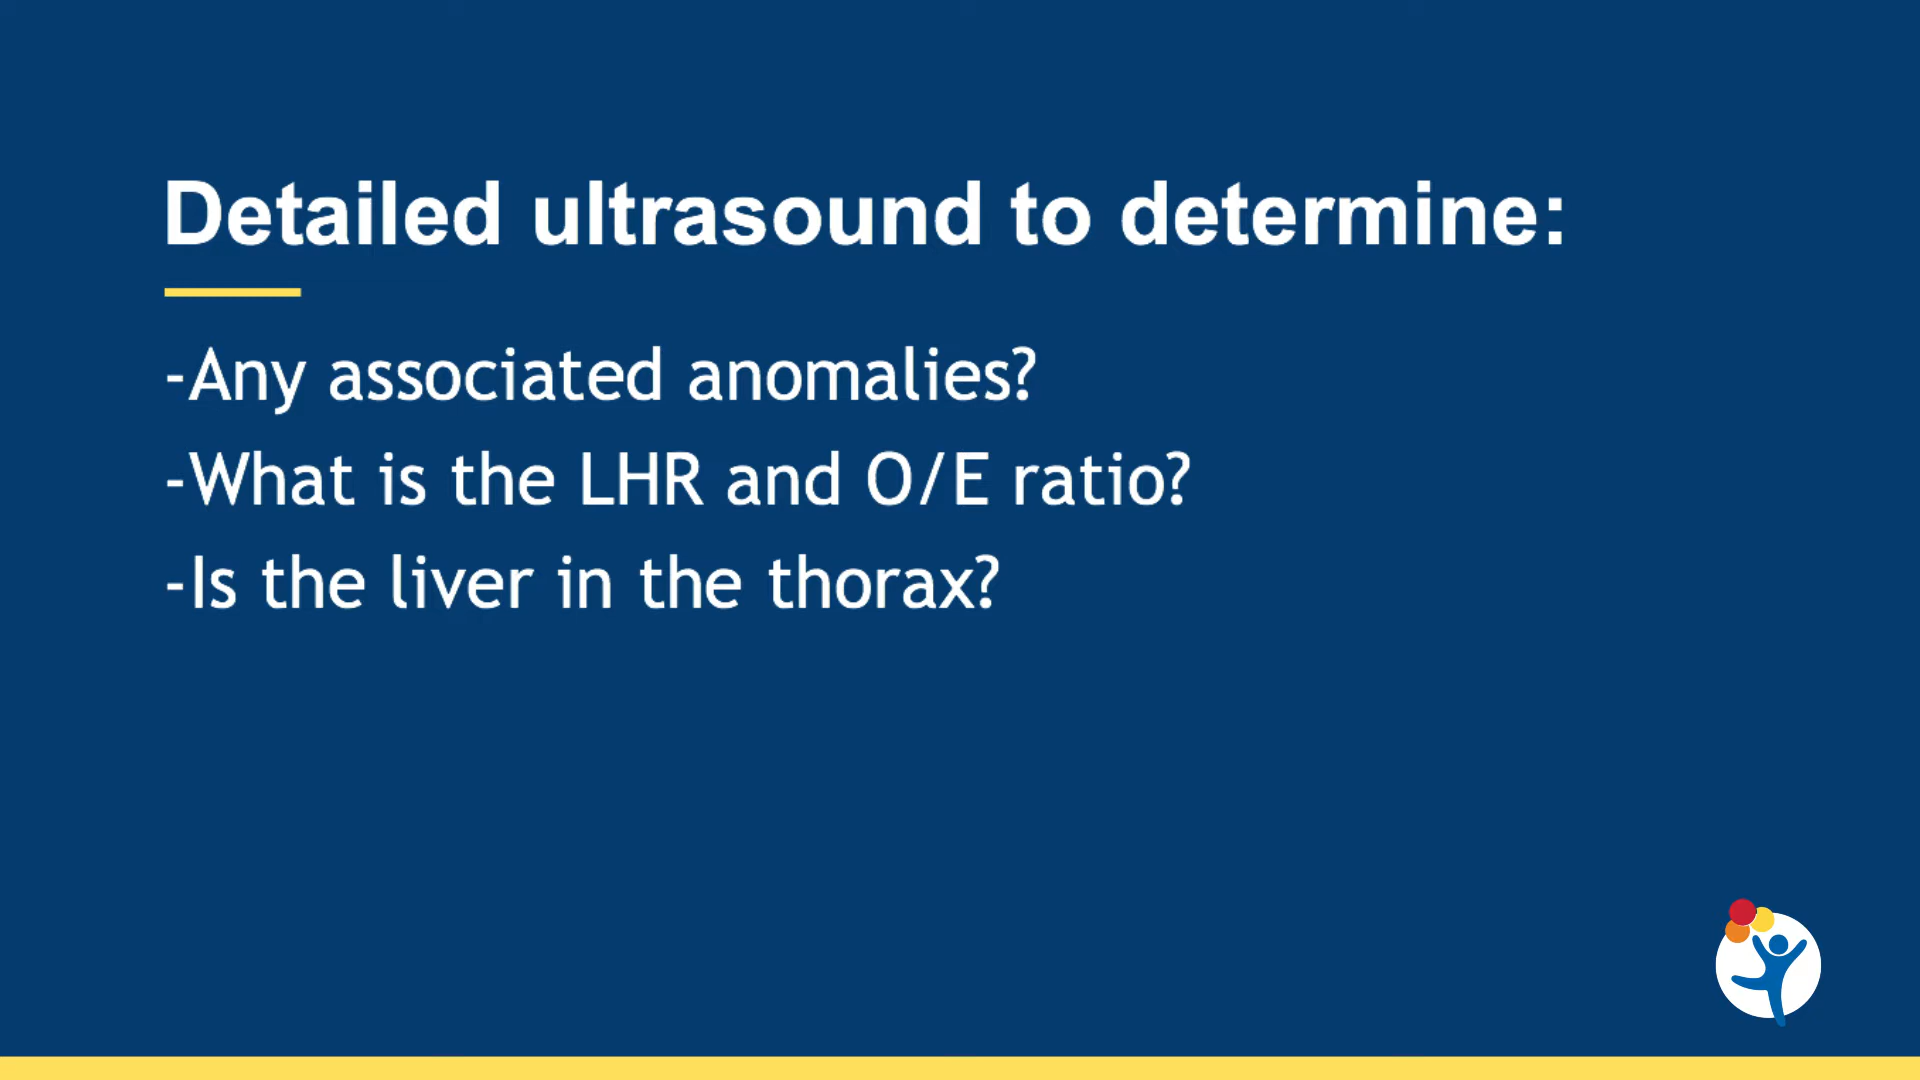 Detailed ultrasound to determine:
-Any associated anomalies?
-What is the LHR and O/E ratio?
-Is the liver in the thorax?